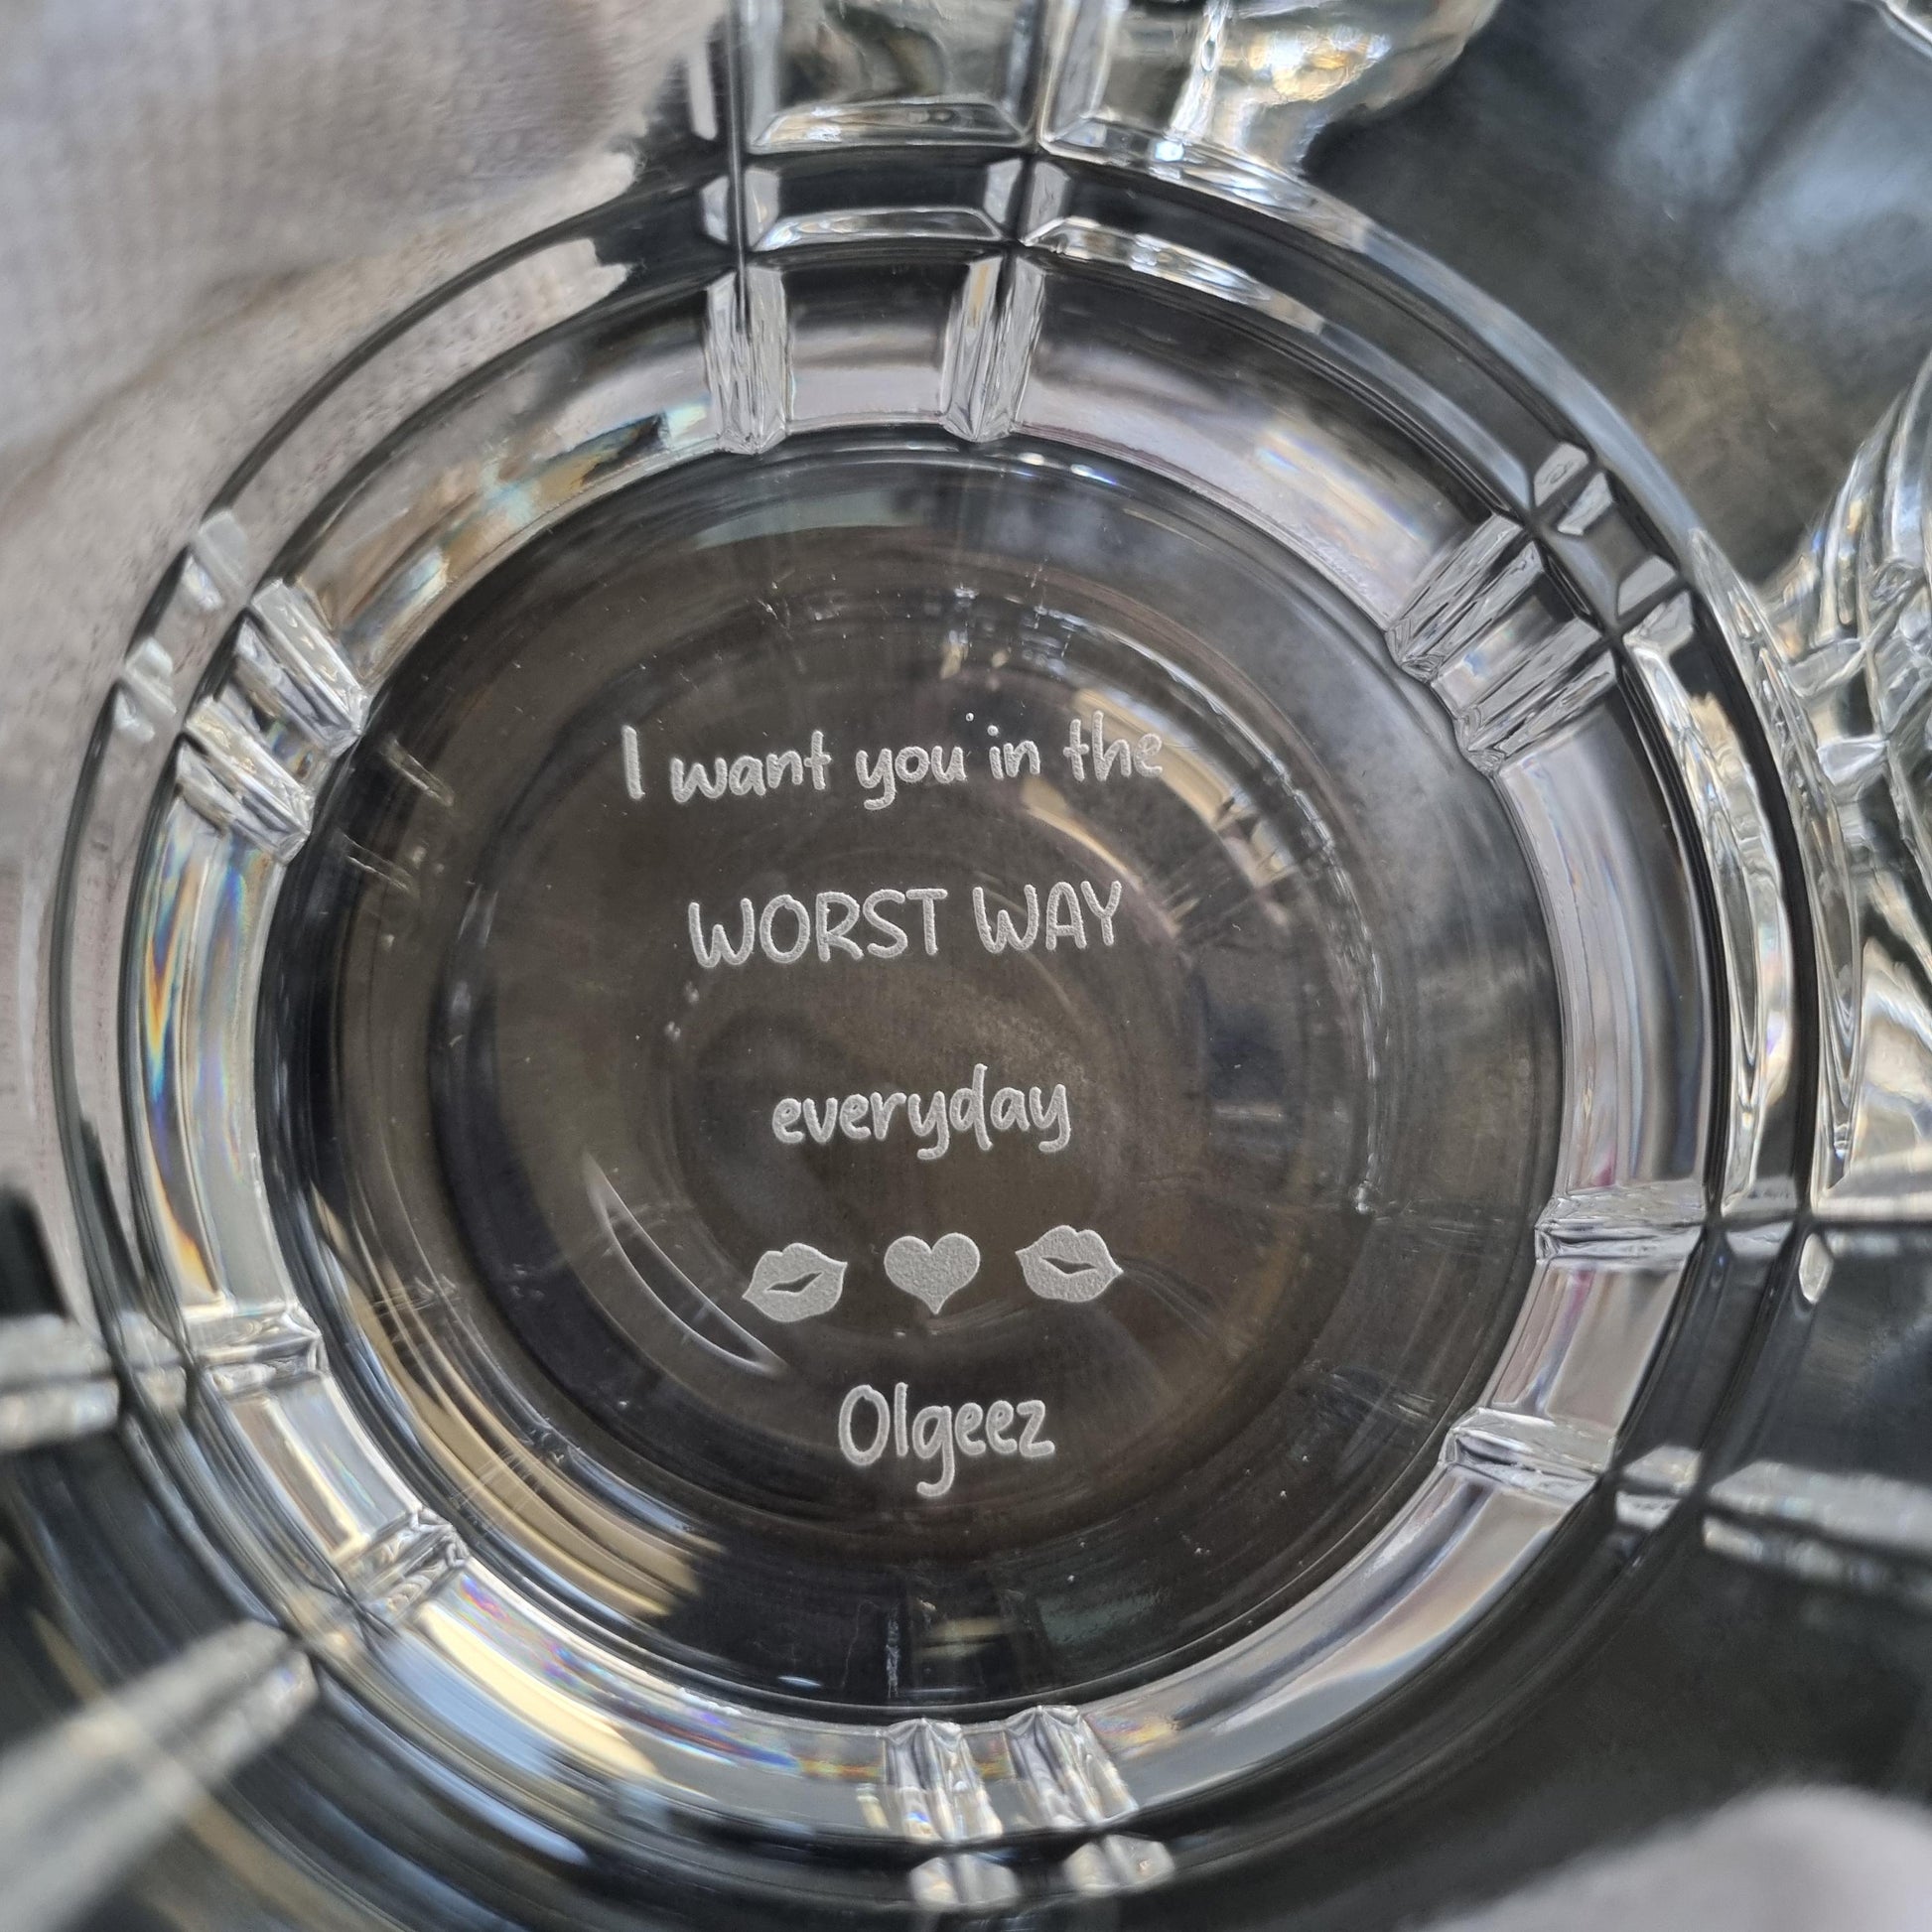 I want you in the
WORST WAY
everyday
Olgeez